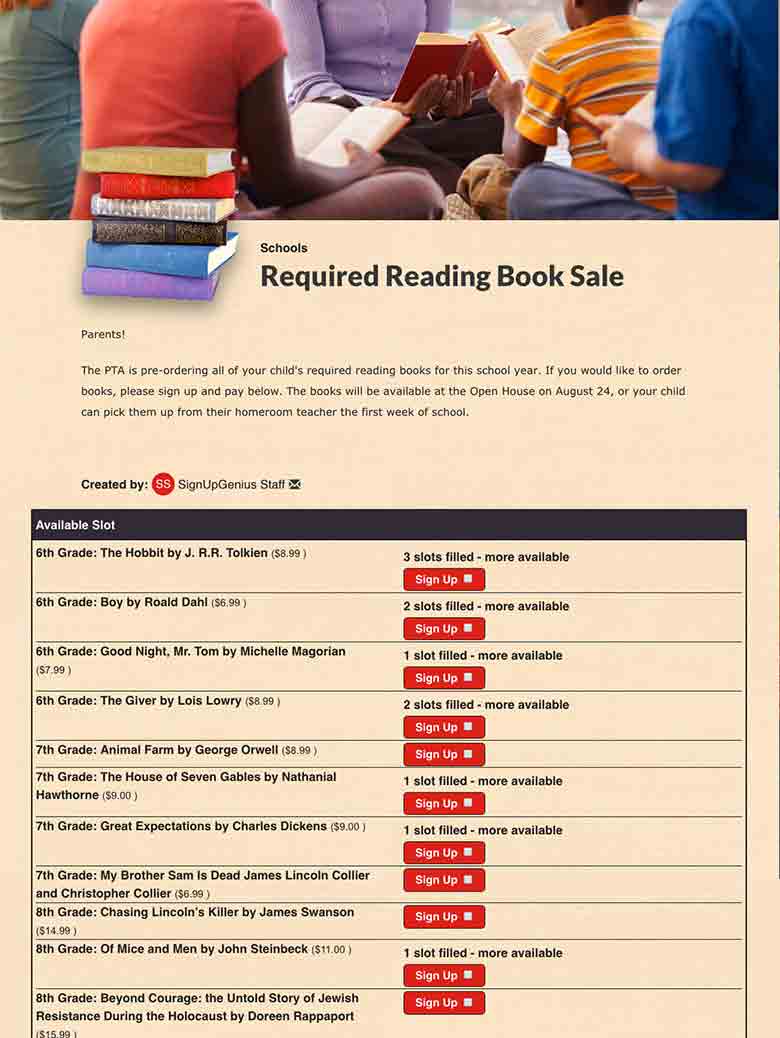 Schools
Required Reading Book Sale
Parents!
The PTA is pre-ordering all of your child's required reading books for this school year. If you would like to order
books, please sign up and pay below. The books will be available at the Open House on August 24, or your child
can pick them up from their homeroom teacher the first week of school.
Created by: SS SignUpGenius Staff
Available Slot
6th Grade: The Hobbit by J. R.R. Tolkien ($8.99 )
3 slots filled - more available
Sign Up
6th Grade: Boy by Roald Dahl ($6.99 )
2 slots filled - more available
Sign Up
6th Grade: Good Night, Mr. Tom by Michelle Magorian
($7.99 )
1 slot filled - more available
Sign Up
6th Grade: The Giver by Lois Lowry ($8.99 )
2 slots filled - more available
Sign Up
7th Grade: Animal Farm by George Orwell ($8.99 )
Sign Up
7th Grade: The House of Seven Gables by Nathanial
Hawthorne ($9.00 )
1 slot filled - more available
Sign Up
7th Grade: Great Expectations by Charles Dickens ($9.00 )
1 slot filled - more available
Sign Up
7th Grade: My Brother Sam Is Dead James Lincoln Collier
and Christopher Collier ($6.99 )
Sign Up
8th Grade: Chasing Lincoln's Killer by James Swanson
($14.99 )
Sign Up
8th Grade: Of Mice and Men by John Steinbeck ($11.00 )
1 slot filled - more available
Sign Up
8th Grade: Beyond Courage: the Untold Story of Jewish
Resistance During the Holocaust by Doreen Rappaport
($15.99 )
Sign Up